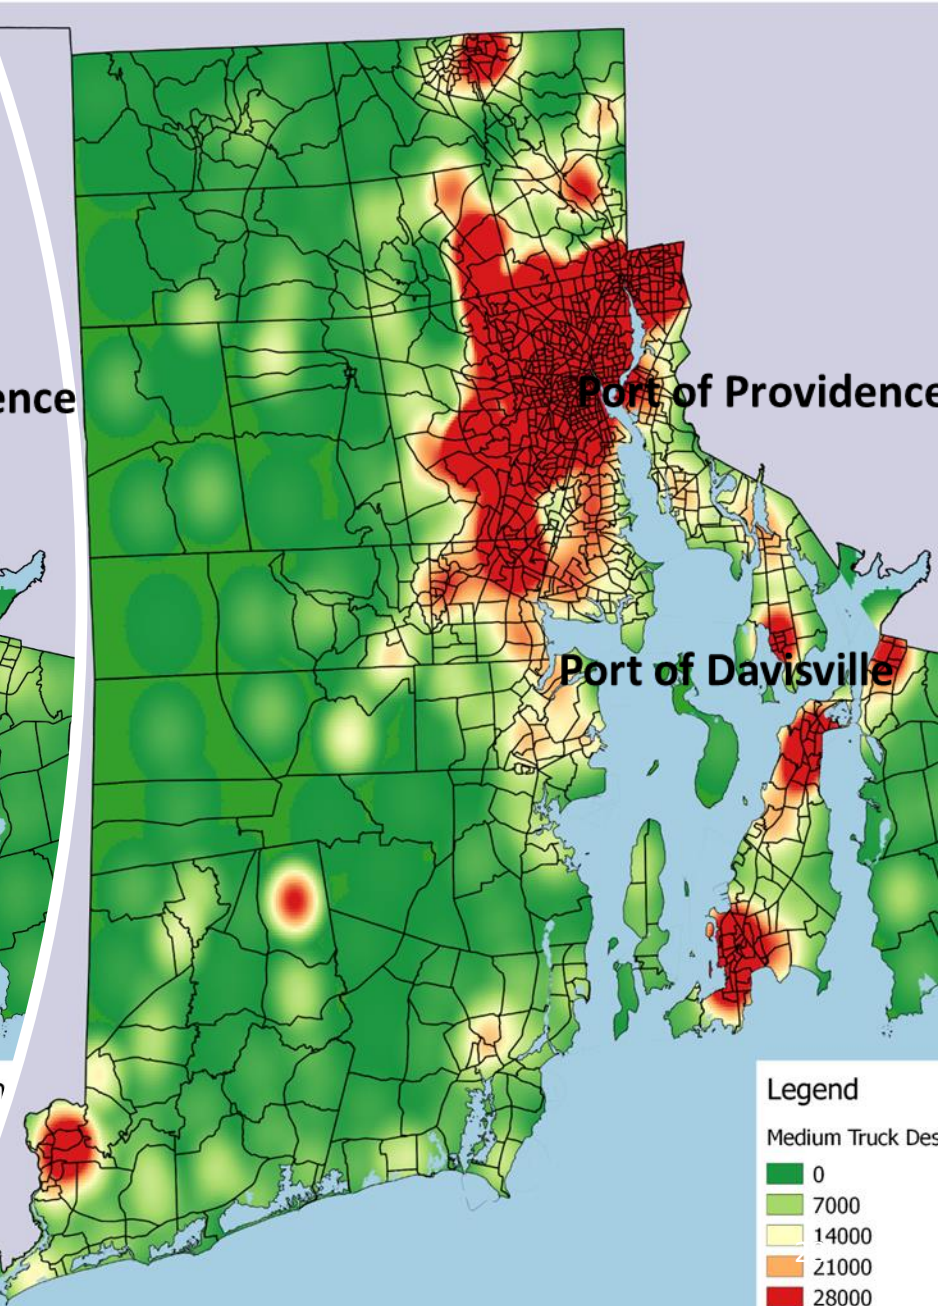 ence
Port of Providence
Port of Davisville
Legend
Medium Truck Des
0
7000
14000
21000
28000